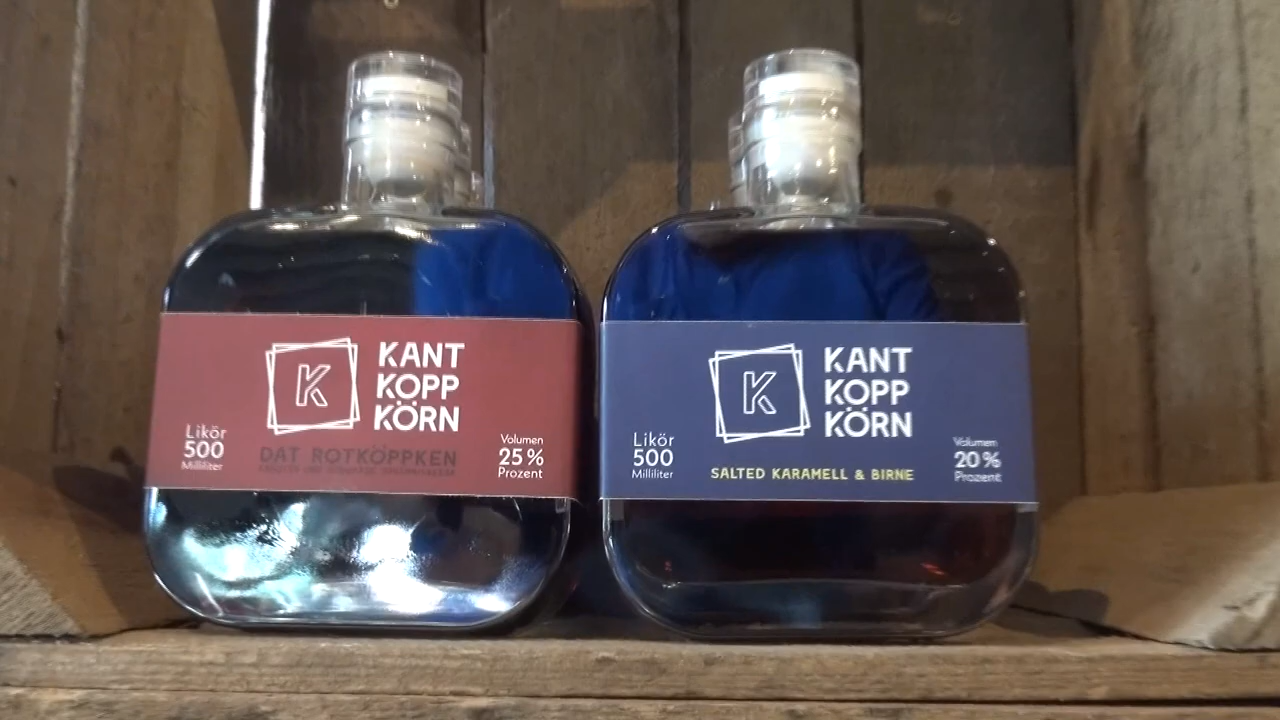 K
KANT
KOPP
KÖRN
Likör
500
Milliliter
DAT ROTKÖPPKEN
Volumen
25 %
Prozent
K
KANT
KOPP
KÖRN
Likör
500
Milliliter
SALTED KARAMELL & BIRNE
Volumen
20 %
Prozent